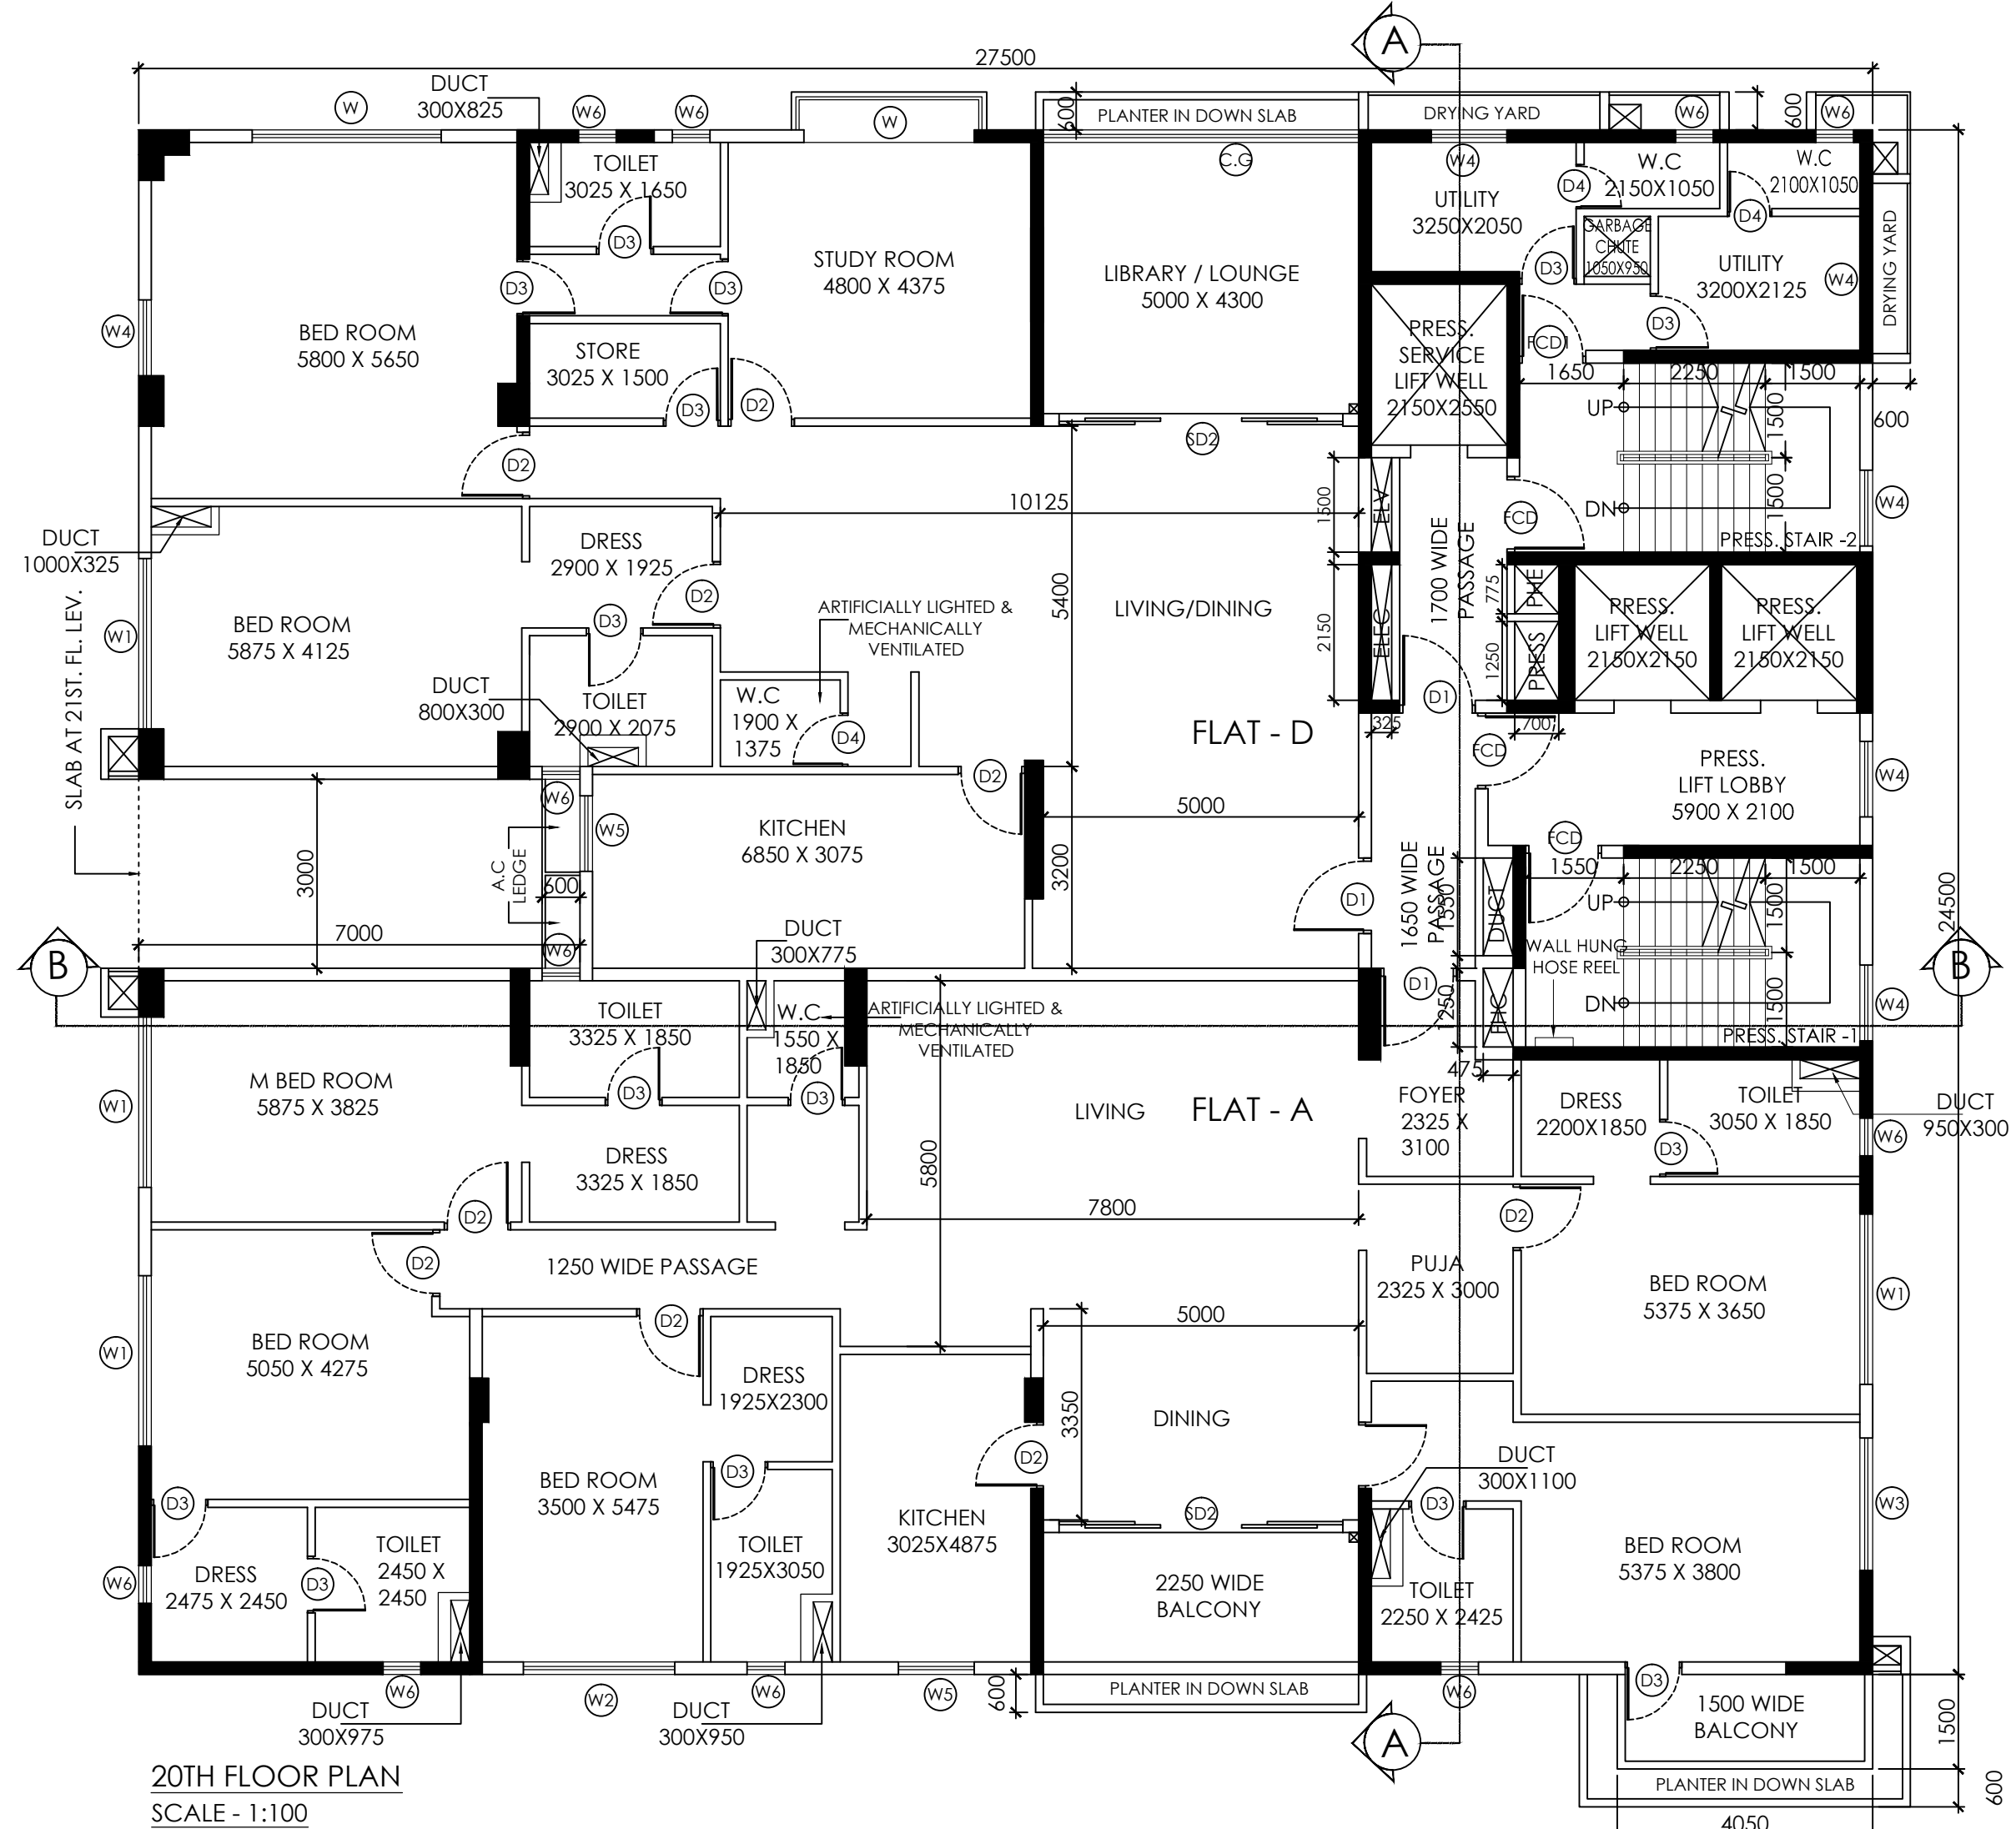 A
27500
DUCT
300X825
W
W6
W6
W
600
PLANTER IN DOWN SLAB
DRYING YARD
W6
600
W6
TOILET
3025 X 1650
C.G
W4
W.C
2150X1050
W.C
2100X1050
D4
D4
UTILITY
3250X2050
GARBAGE
CHUTE
1050X950
DRYING YARD
D3
STUDY ROOM
4800 X 4375
LIBRARY / LOUNGE
5000 X 4300
D3
UTILITY
3200X2125
W4
D3
D3
W4
BED ROOM
5800 X 5650
STORE
3025 X 1500
D3
D2
PRESS.
SERVICE
LIFT WELL
2150X2550
FCD1
D3
1650
2250
1500
UP
1500
600
SD2
D2
10125
1500
ELV
FCD
DN
1500
W4
PRESS. STAIR -2
DUCT
1000X325
DRESS
2900 X 1925
1700 WIDE
PASSAGE
SLAB AT 21ST. FL. LEV.
W1
BED ROOM
5875 X 4125
D3
D2
ARTIFICIALLY LIGHTED &
MECHANICALLY
VENTILATED
5400
LIVING/DINING
2150
ELEC
775
PHE
1250
PRESS
PRESS.
LIFT WELL
2150X2150
PRESS.
LIFT WELL
2150X2150
DUCT
800X300
TOILET
2900 X 2075
W.C
1900 X
1375
D4
FLAT - D
D1
325
700
FCD
PRESS.
LIFT LOBBY
5900 X 2100
W4
D2
W6
W5
KITCHEN
6850 X 3075
5000
3000
A.C
LEDGE
600
3200
D1
1650 WIDE
PASSAGE
1550
DUCT
FCD
1550
2250
1500
UP
1500
24500
7000
W6
DUCT
300X775
WALL HUNG
HOSE REEL
B
B
D1
1250
FHC
DN
1500
W4
PRESS. STAIR -1
TOILET
3325 X 1850
W.C
1550 X
1850
ARTIFICIALLY LIGHTED &
MECHANICALLY
VENTILATED
475
W1
M BED ROOM
5875 X 3825
D3
D3
LIVING
FLAT - A
FOYER
2325 X
3100
DRESS
2200X1850
TOILET
3050 X 1850
DUCT
950X300
D3
W6
DRESS
3325 X 1850
5800
7800
D2
D2
D2
1250 WIDE PASSAGE
PUJA
2325 X 3000
BED ROOM
5375 X 3650
W1
W1
BED ROOM
5050 X 4275
D2
5000
DRESS
1925X2300
3350
DINING
D2
D3
BED ROOM
3500 X 5475
DUCT
300X1100
D3
SD2
D3
W3
KITCHEN
3025X4875
TOILET
1925X3050
BED ROOM
5375 X 3800
W6
DRESS
2475 X 2450
D3
TOILET
2450 X
2450
2250 WIDE
BALCONY
TOILET
2250 X 2425
W6
W2
W6
W5
600
PLANTER IN DOWN SLAB
W6
D3
1500 WIDE
BALCONY
1500
DUCT
300X975
DUCT
300X950
A
PLANTER IN DOWN SLAB
600
4050
20TH FLOOR PLAN
SCALE - 1:100